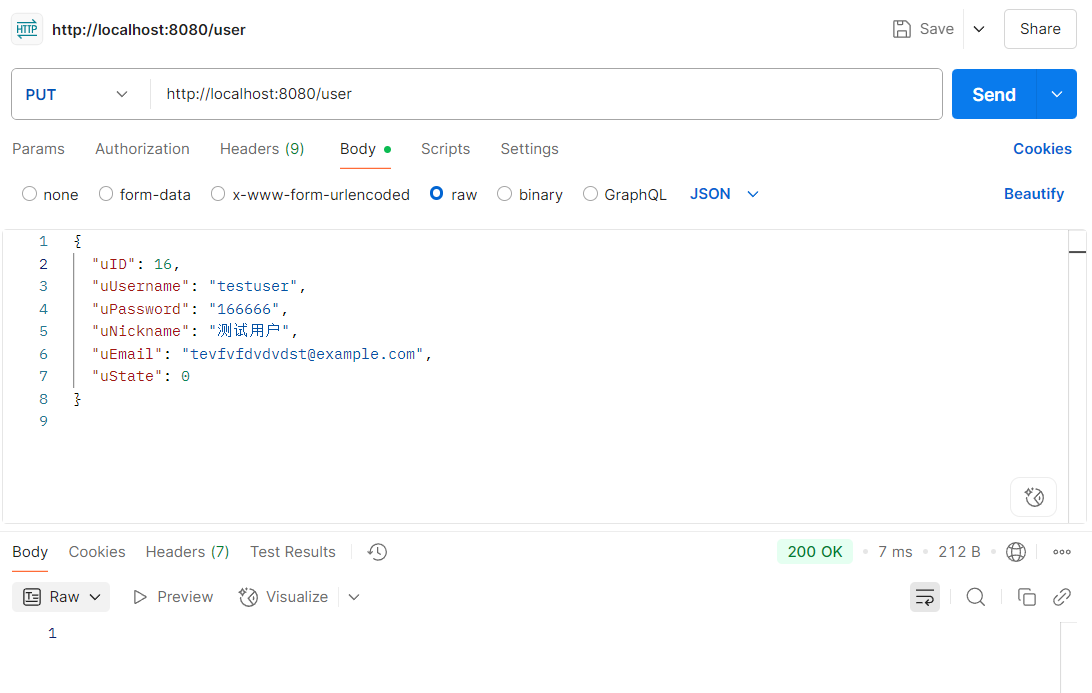 HTTP http://localhost:8080/user Save Share
PUT http://localhost:8080/user Send
Params Authorization Headers (9) Body Scripts Settings Cookies
none form-data x-www-form-urlencoded raw binary GraphQL JSON Beautify
1 {
2 "uID": 16,
3 "uUsername": "testuser",
4 "uPassword": "166666",
5 "uNickname": "测试用户",
6 "uEmail": "tevfvfdvdvdst@example.com",
7 "uState": 0
8 }
9
Body Cookies Headers (7) Test Results 200 OK 7 ms 212 B
Raw Preview Visualize
1